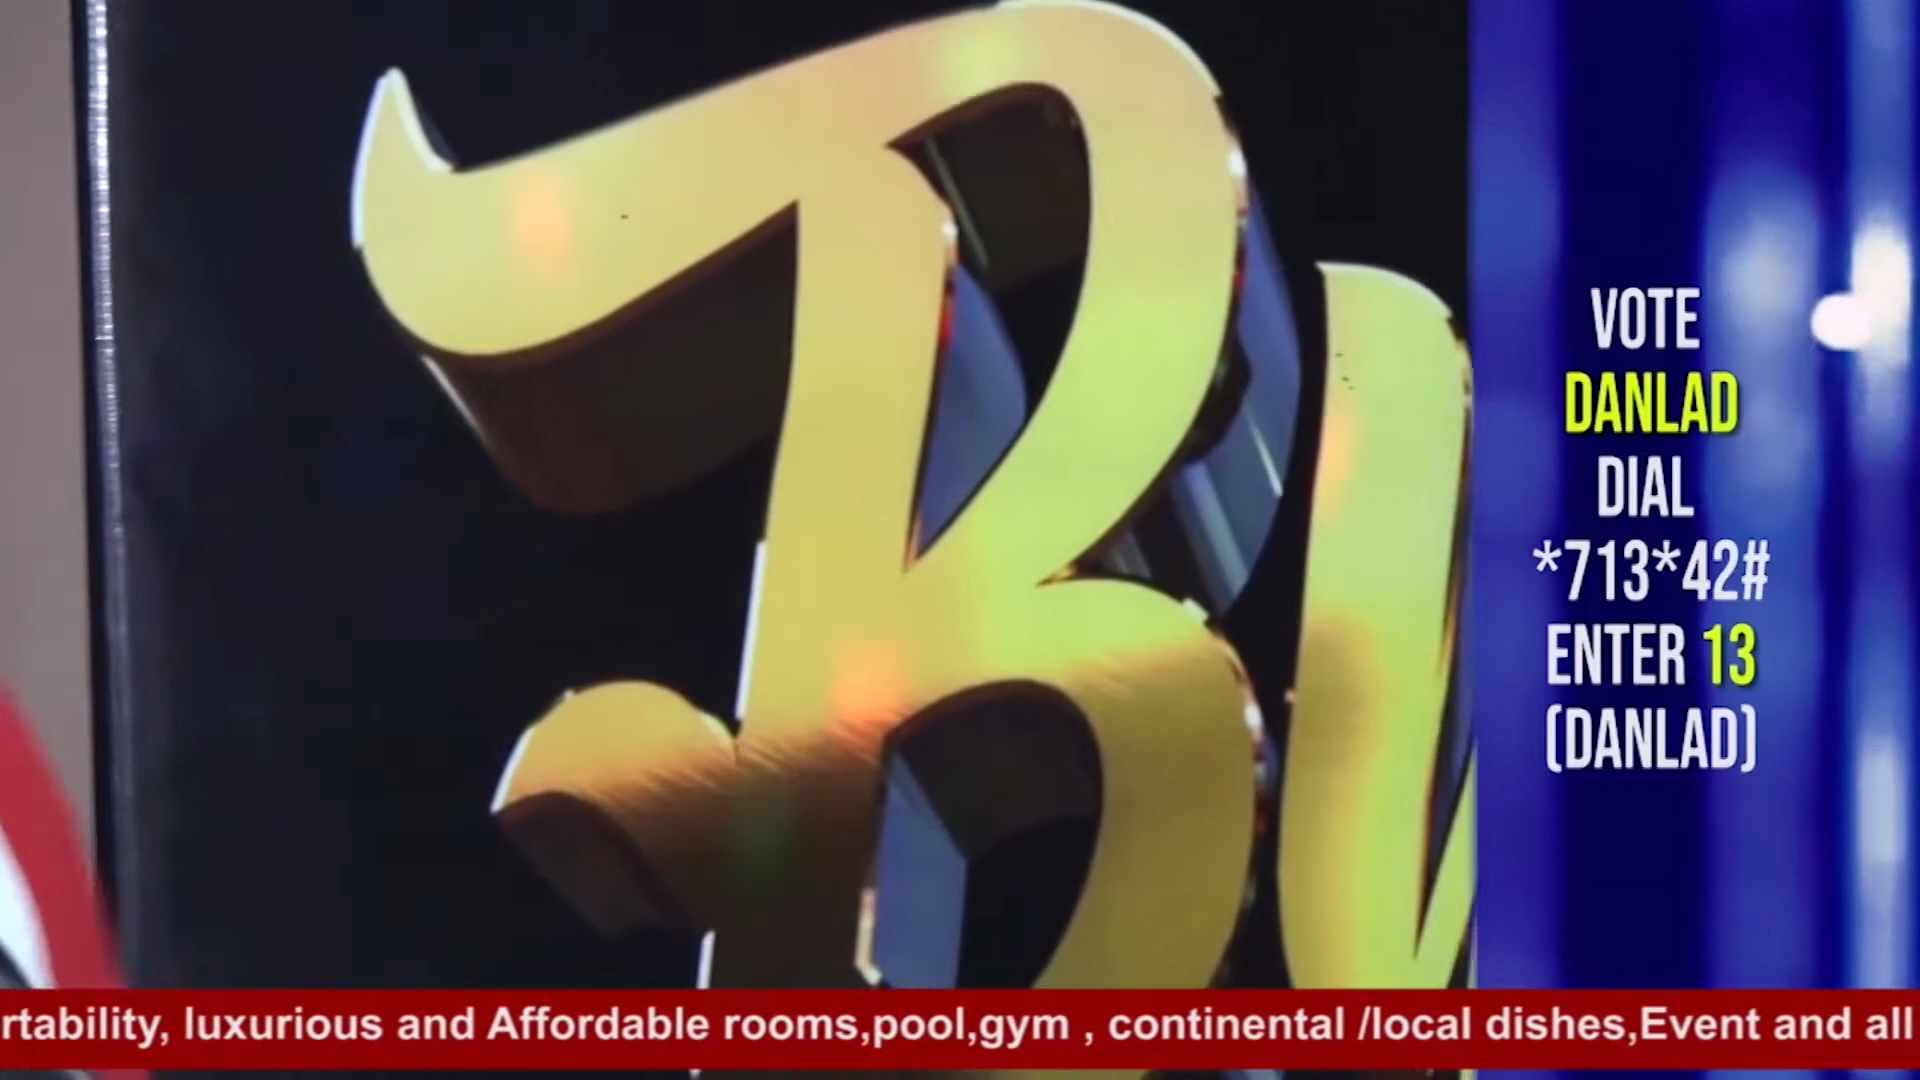 VOTE
DANLAD
DIAL
*713*42#
ENTER 13
(DANLAD)
luxurious and Affordable rooms,pool,gym , continental /local dishes,Event and all